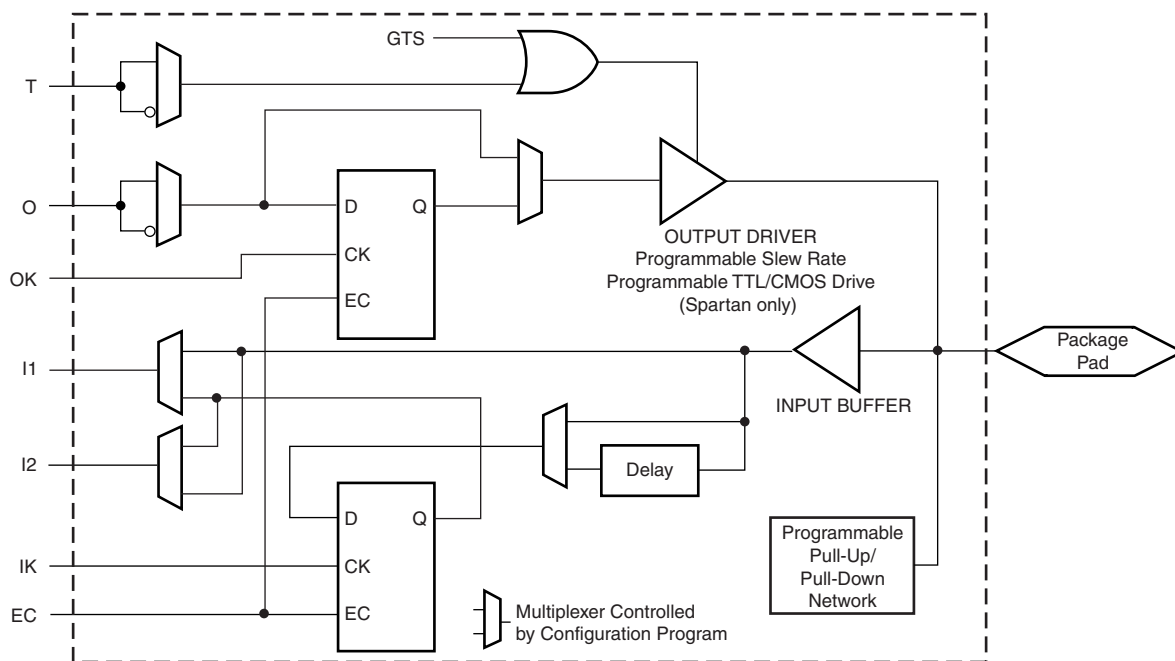 GTS
T
O
D
Q
CK
EC
OK
OUTPUT DRIVER
Programmable Slew Rate
Programmable TTL/CMOS Drive
(Spartan only)
I1
Package
Pad
INPUT BUFFER
I2
Delay
D
Q
CK
EC
IK
EC
Programmable
Pull-Up/
Pull-Down
Network
Multiplexer Controlled
by Configuration Program